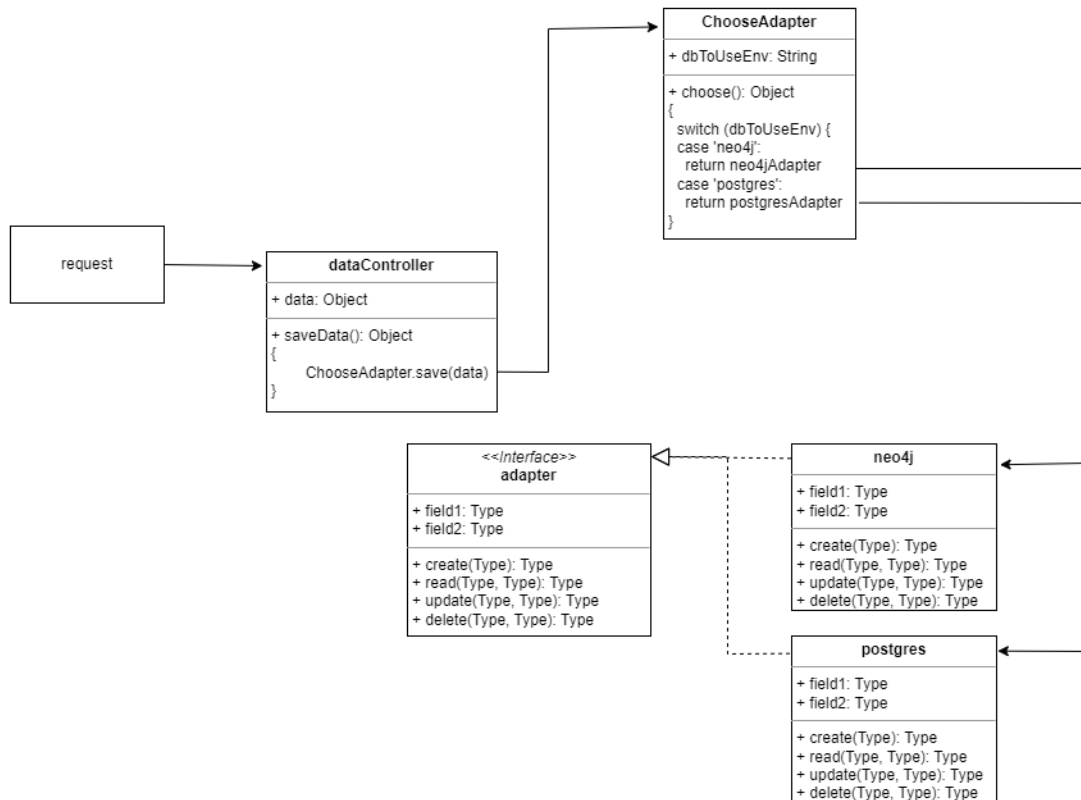 ChooseAdapter
+ dbToUseEnv: String
+ choose(): Object
{
switch (dbToUseEnv) {
case 'neo4j':
return neo4jAdapter
case 'postgres':
return postgresAdapter
}
request
dataController
+ data: Object
+ saveData(): Object
{
ChooseAdapter.save(data)
}
<<Interface>>
adapter
+ field1: Type
+ field2: Type
+ create(Type): Type
+ read(Type, Type): Type
+ update(Type, Type): Type
+ delete(Type, Type): Type
neo4j
+ field1: Type
+ field2: Type
+ create(Type): Type
+ read(Type, Type): Type
+ update(Type, Type): Type
+ delete(Type, Type): Type
postgres
+ field1: Type
+ field2: Type
+ create(Type): Type
+ read(Type, Type): Type
+ update(Type, Type): Type
+ delete(Type, Type): Type